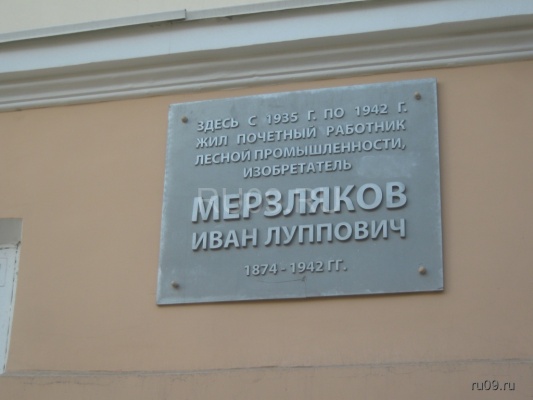 ЗДЕСЬ С 1935 Г. ПО 1942 Г.
ЖИЛ ПОЧЕТНЫЙ РАБОТНИК
ЛЕСНОЙ ПРОМЫШЛЕННОСТИ,
ИЗОБРЕТАТЕЛЬ
МЕРЗЛЯКОВ
ИВАН ЛУППОВИЧ
1874 - 1942 ГГ.
ru09.ru